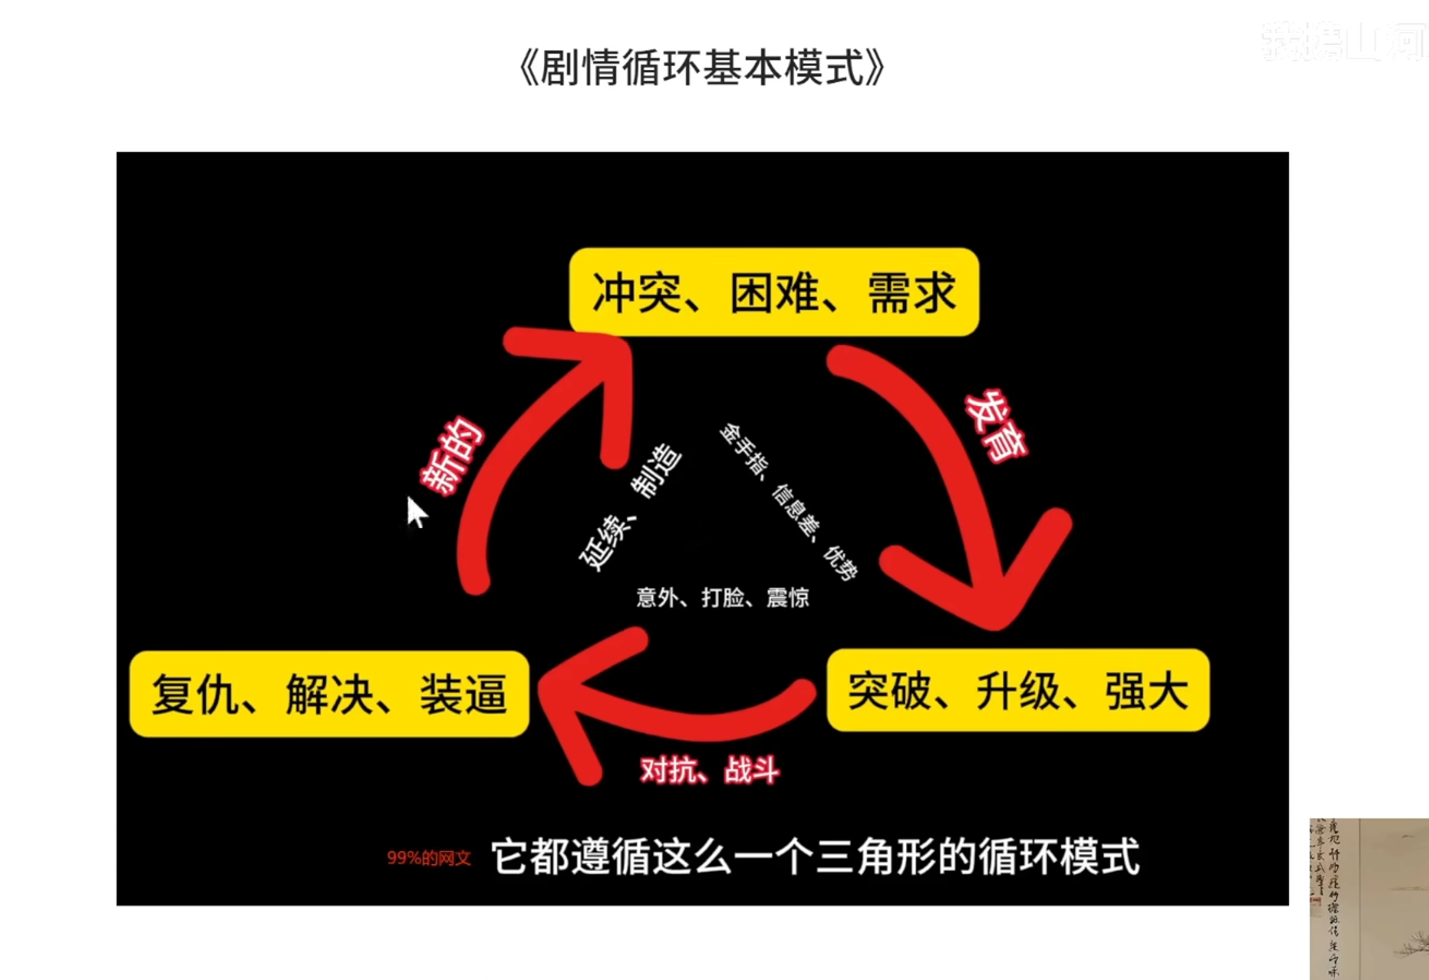 我携山河
《剧情循环基本模式》
冲突、困难、需求
发育
新的
金手指、信息差、优势
延续、制造
意外、打脸、震惊
复仇、解决、装逼
突破、升级、强大
对抗、战斗
99%的网文
它都遵循这么一个三角形的循环模式